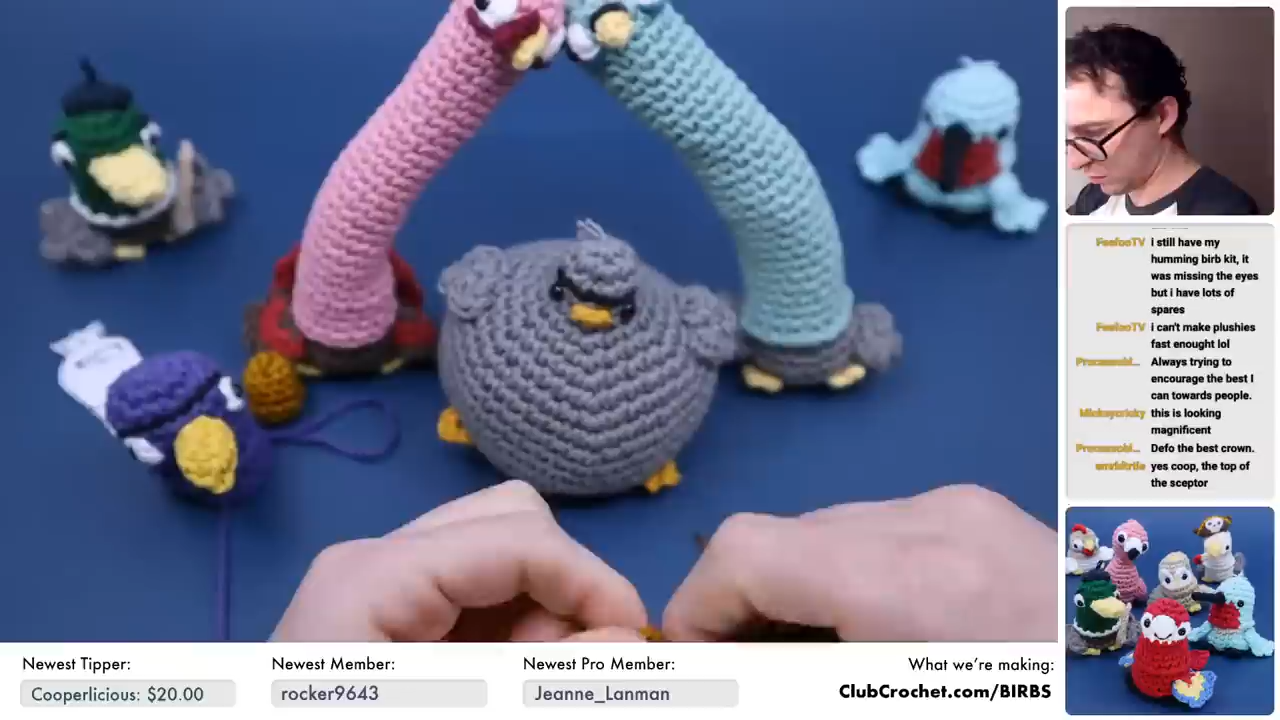 FeefooTV i still have my
humming birb kit, it
was missing the eyes
but i have lots of
spares
FeefooTV i can't make plushies
fast enought lol
Always trying to
encourage the best I
can towards people.
this is looking
magnificent
Defo the best crown.
yes coop, the top of
the sceptor
Newest Tipper:
Cooperlicious: $20.00
Newest Member:
rocker9643
Newest Pro Member:
Jeanne_Lanman
What we're making:
ClubCrochet.com/BIRBS